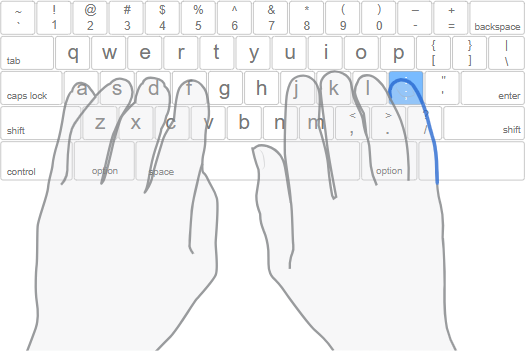 ~ ! @ # $ % ^ & * ( ) – +
` 1 2 3 4 5 6 7 8 9 0 - = backspace
tab q w e r t y u i o p { [ } ] | \
caps lock a s d f g h j k l ; " ' enter
shift z x c v b n m < , > . / shift
control option space option